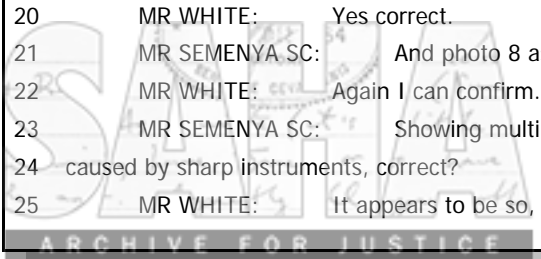 20 MR WHITE: Yes correct.
21 MR SEMENYA SC: And photo 8 a
22 MR WHITE: Again I can confirm.
23 MR SEMENYA SC: Showing multi
24 caused by sharp instruments, correct?
25 MR WHITE: It appears to be so,
SAHA
ARCHIVE FOR JUSTICE